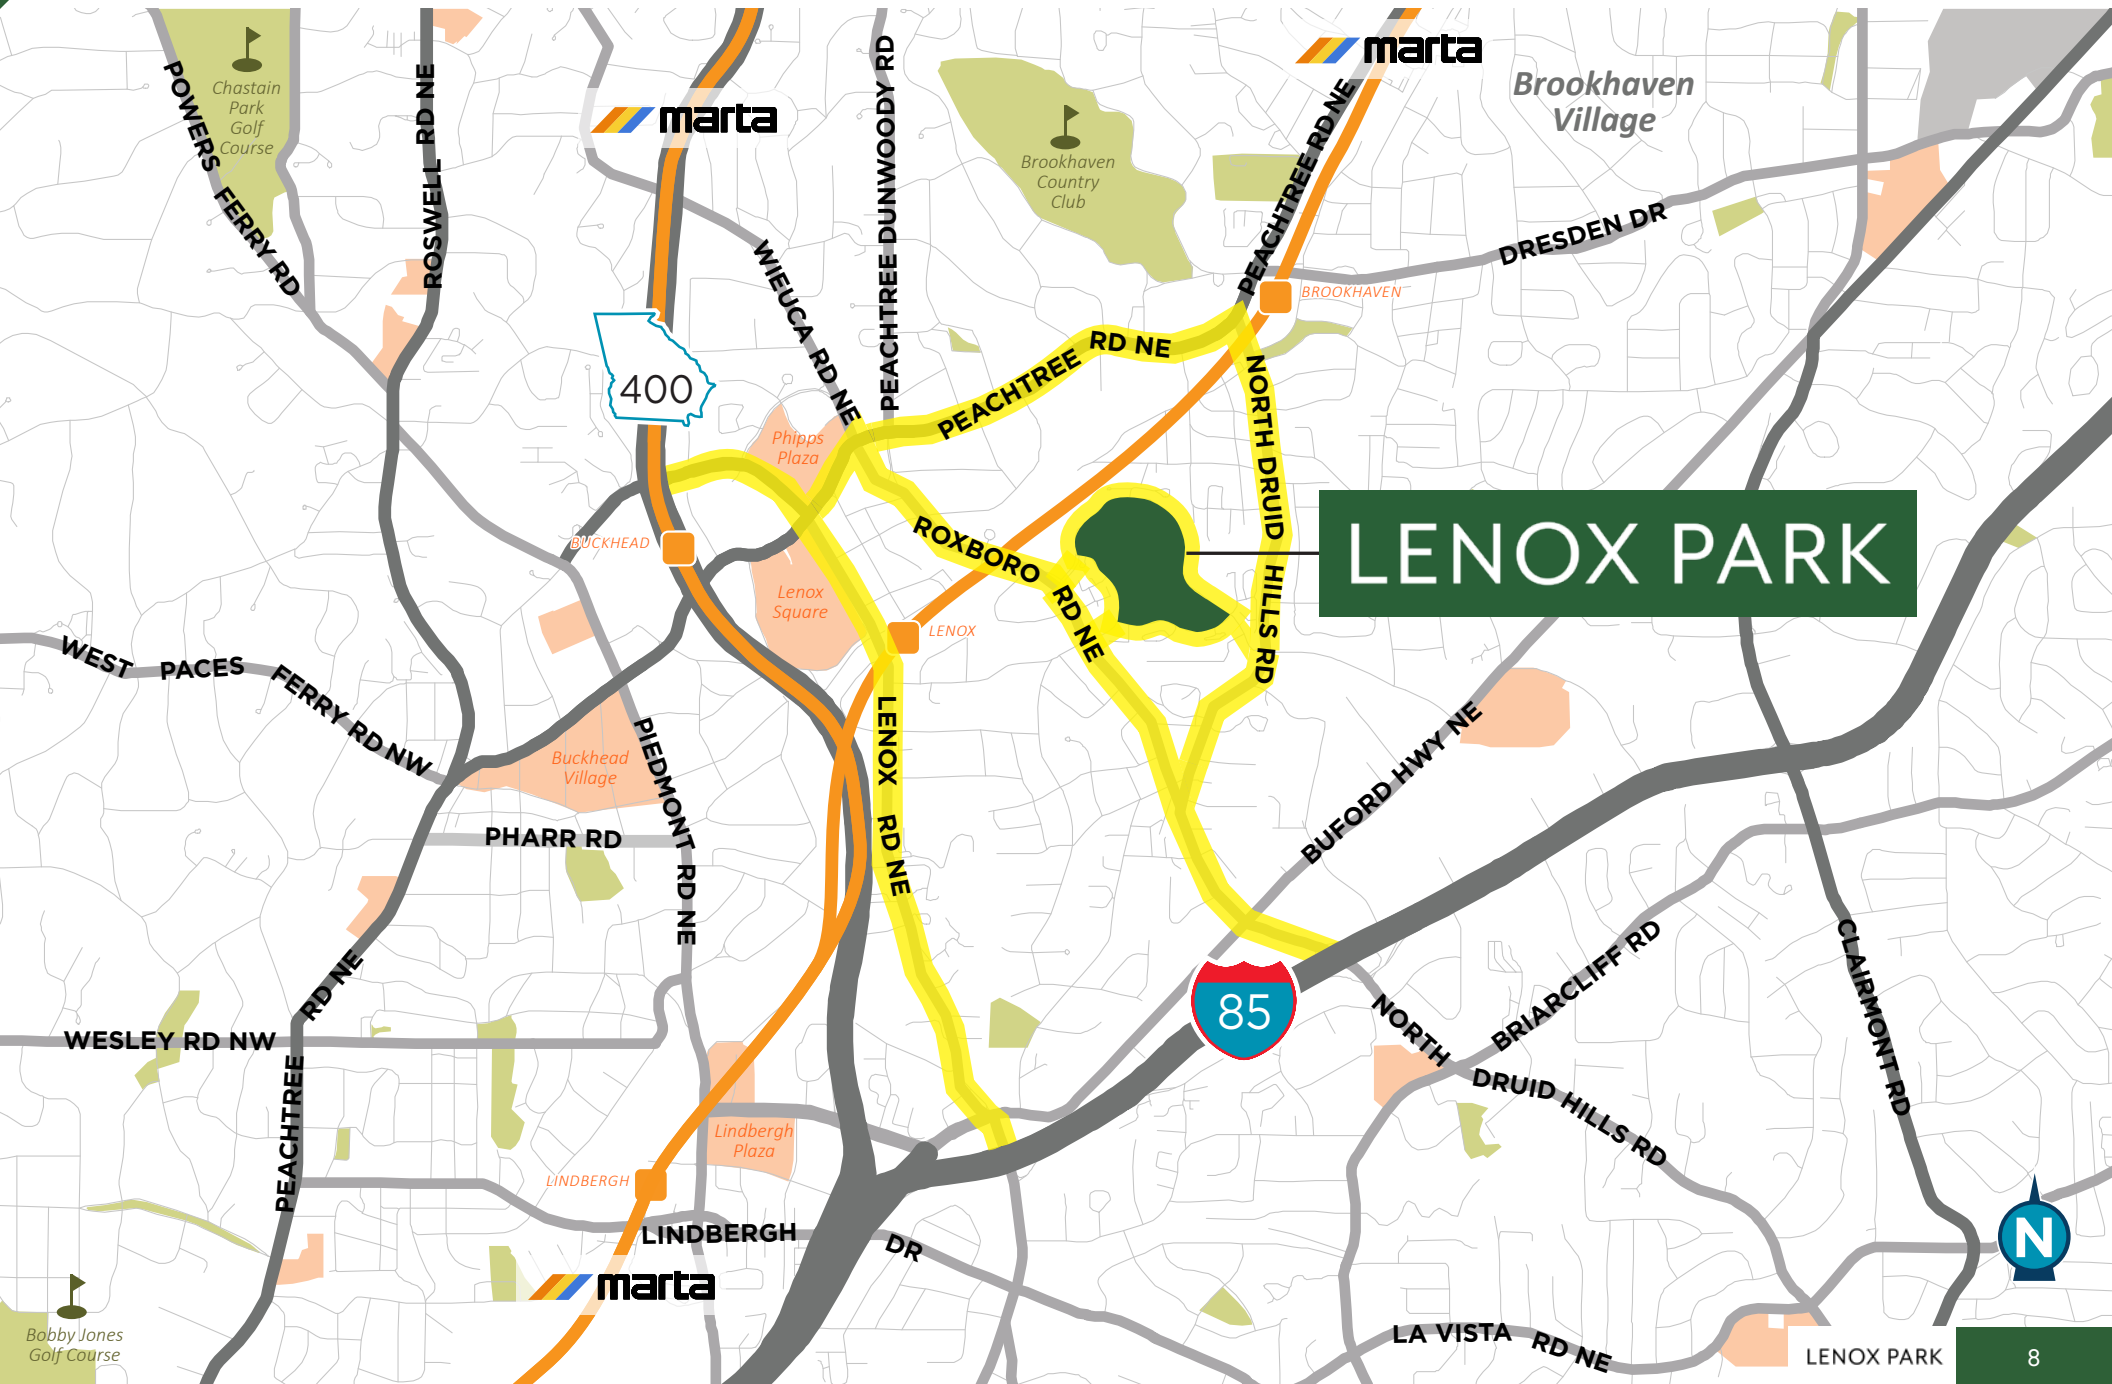 marta
marta
Brookhaven
Village
Chastain
Park
Golf
Course
POWERS FERRY RD
ROSWELL RD NE
PEACHTREE DUNWOODY RD
Brookhaven
Country
Club
PEACHTREE RD NE
DRESDEN DR
WIEUCA RD NE
BROOKHAVEN
400
PEACHTREE RD NE
NORTH DRUID HILLS RD
Phipps
Plaza
ROXBORO RD NE
LENOX PARK
BUCKHEAD
Lenox
Square
LENOX
WEST PACES FERRY RD NW
LENOX RD NE
PIEDMONT RD NE
Buckhead
Village
BUFORD HWY NE
PHARR RD
PEACHTREE RD NE
WESLEY RD NW
85
NORTH DRUID HILLS RD
BRIARCLIFF RD
CLAIRMONT RD
Lindbergh
Plaza
LINDBERGH
LINDBERGH DR
marta
N
Bobby Jones
Golf Course
LA VISTA RD NE
LENOX PARK
8